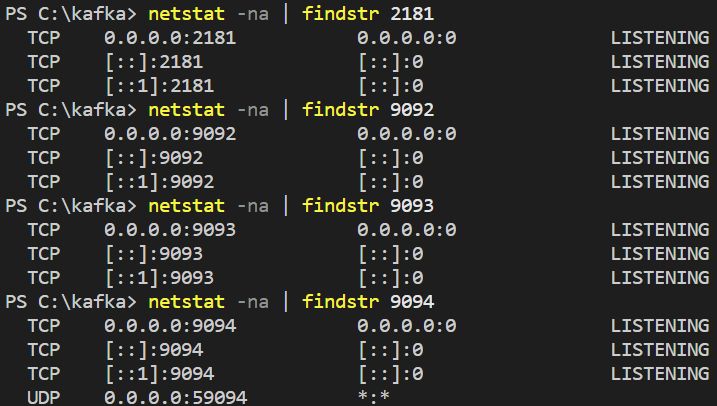 PS C:\kafka> netstat -na | findstr 2181
TCP 0.0.0.0:2181 0.0.0.0:0 LISTENING
TCP [::]:2181 [::]:0 LISTENING
TCP [::1]:2181 [::]:0 LISTENING
PS C:\kafka> netstat -na | findstr 9092
TCP 0.0.0.0:9092 0.0.0.0:0 LISTENING
TCP [::]:9092 [::]:0 LISTENING
TCP [::1]:9092 [::]:0 LISTENING
PS C:\kafka> netstat -na | findstr 9093
TCP 0.0.0.0:9093 0.0.0.0:0 LISTENING
TCP [::]:9093 [::]:0 LISTENING
TCP [::1]:9093 [::]:0 LISTENING
PS C:\kafka> netstat -na | findstr 9094
TCP 0.0.0.0:9094 0.0.0.0:0 LISTENING
TCP [::]:9094 [::]:0 LISTENING
TCP [::1]:9094 [::]:0 LISTENING
UDP 0.0.0.0:59094 *:*